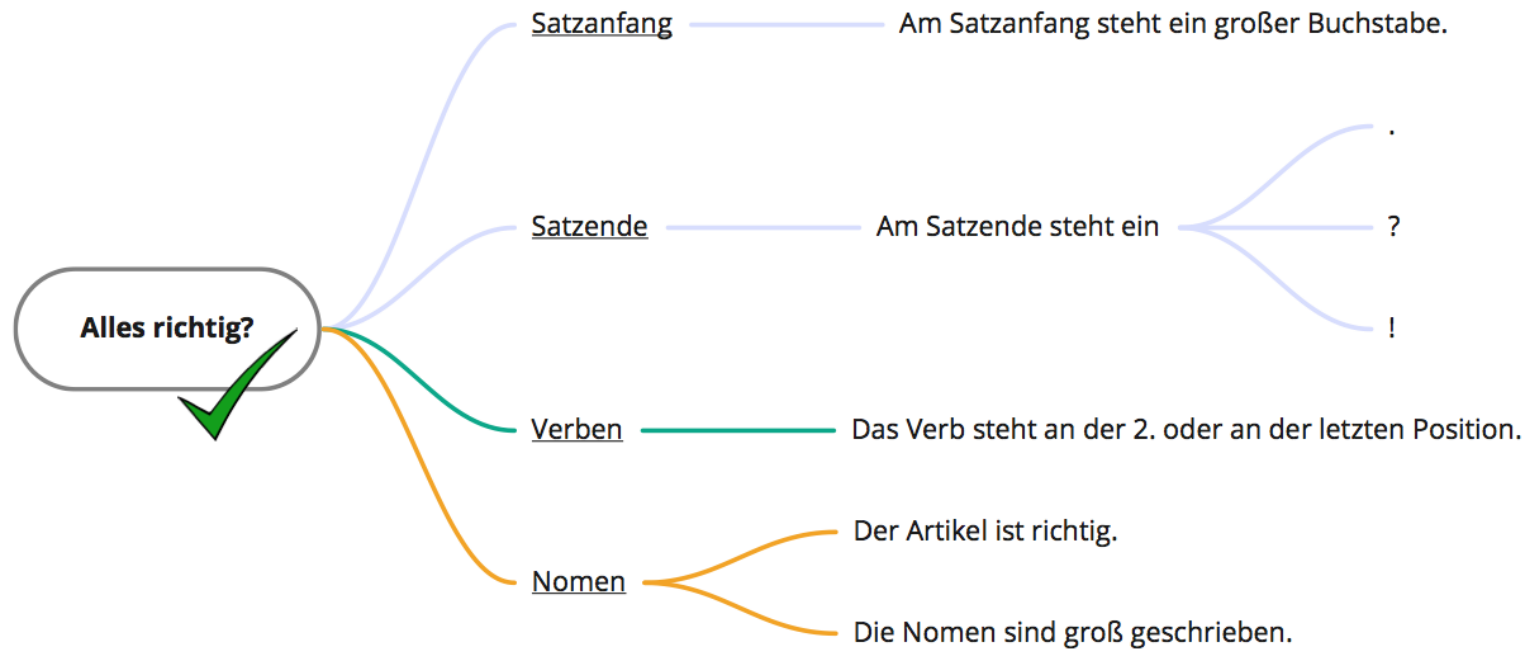 Alles richtig?
Satzanfang
Am Satzanfang steht ein großer Buchstabe.
Satzende
Am Satzende steht ein
.
?
!
Verben
Das Verb steht an der 2. oder an der letzten Position.
Nomen
Der Artikel ist richtig.
Die Nomen sind groß geschrieben.